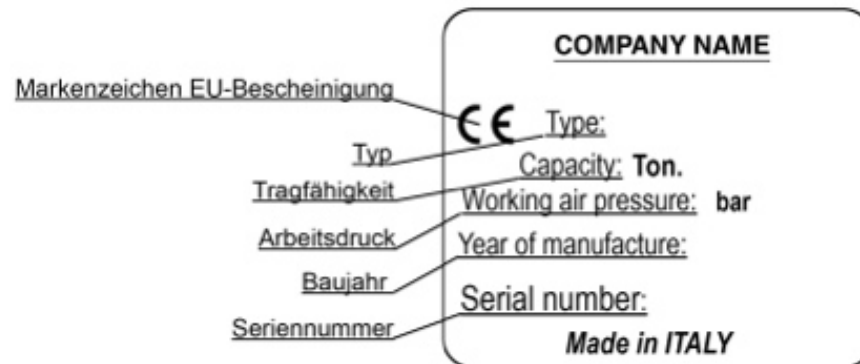 COMPANY NAME
Markenzeichen EU-Bescheinigung
CE Type:
Typ
Capacity: Ton.
Tragfähigkeit
Working air pressure: bar
Arbeitsdruck
Year of manufacture:
Baujahr
Serial number:
Seriennummer
Made in ITALY